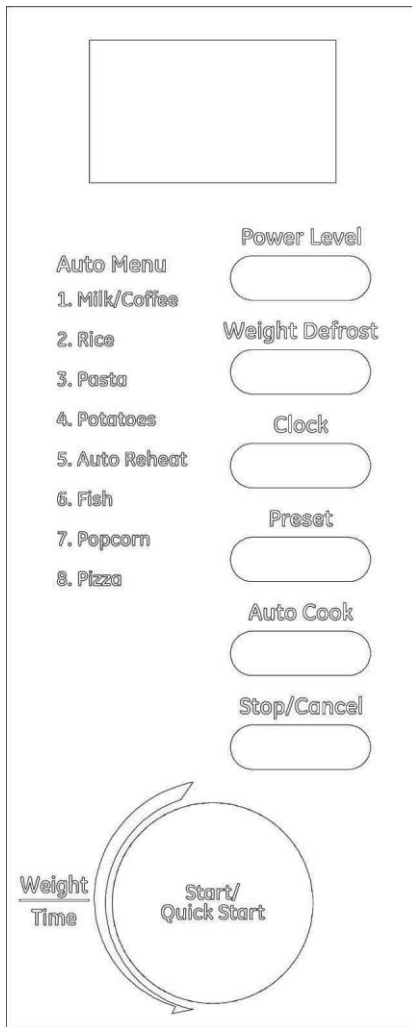 Power Level
Auto Menu
1. Milk/Coffee
2. Rice
3. Pasta
4. Potatoes
5. Auto Reheat
6. Fish
7. Popcorn
8. Pizza
Weight Defrost
Clock
Preset
Auto Cook
Stop/Cancel
Weight
Time
Start/
Quick Start